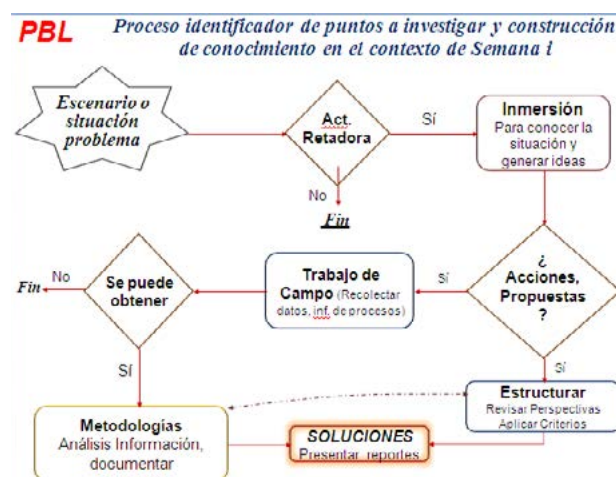 PBL
Proceso identificador de puntos a investigar y construcción
de conocimiento en el contexto de Semana i
Escenario o
situación
problema
Act.
Retadora
Sí
Inmersión
Para conocer la
situación y
generar ideas
No
Fin
¿
Acciones,
Propuestas
?
Sí
Trabajo de
Campo (Recolectar
datos, inf. de procesos)
Se puede
obtener
No
Fin
Sí
Sí
Metodologías
Análisis Información,
documentar
Estructurar
Revisar Perspectivas
Aplicar Criterios
SOLUCIONES
Presentar reportes